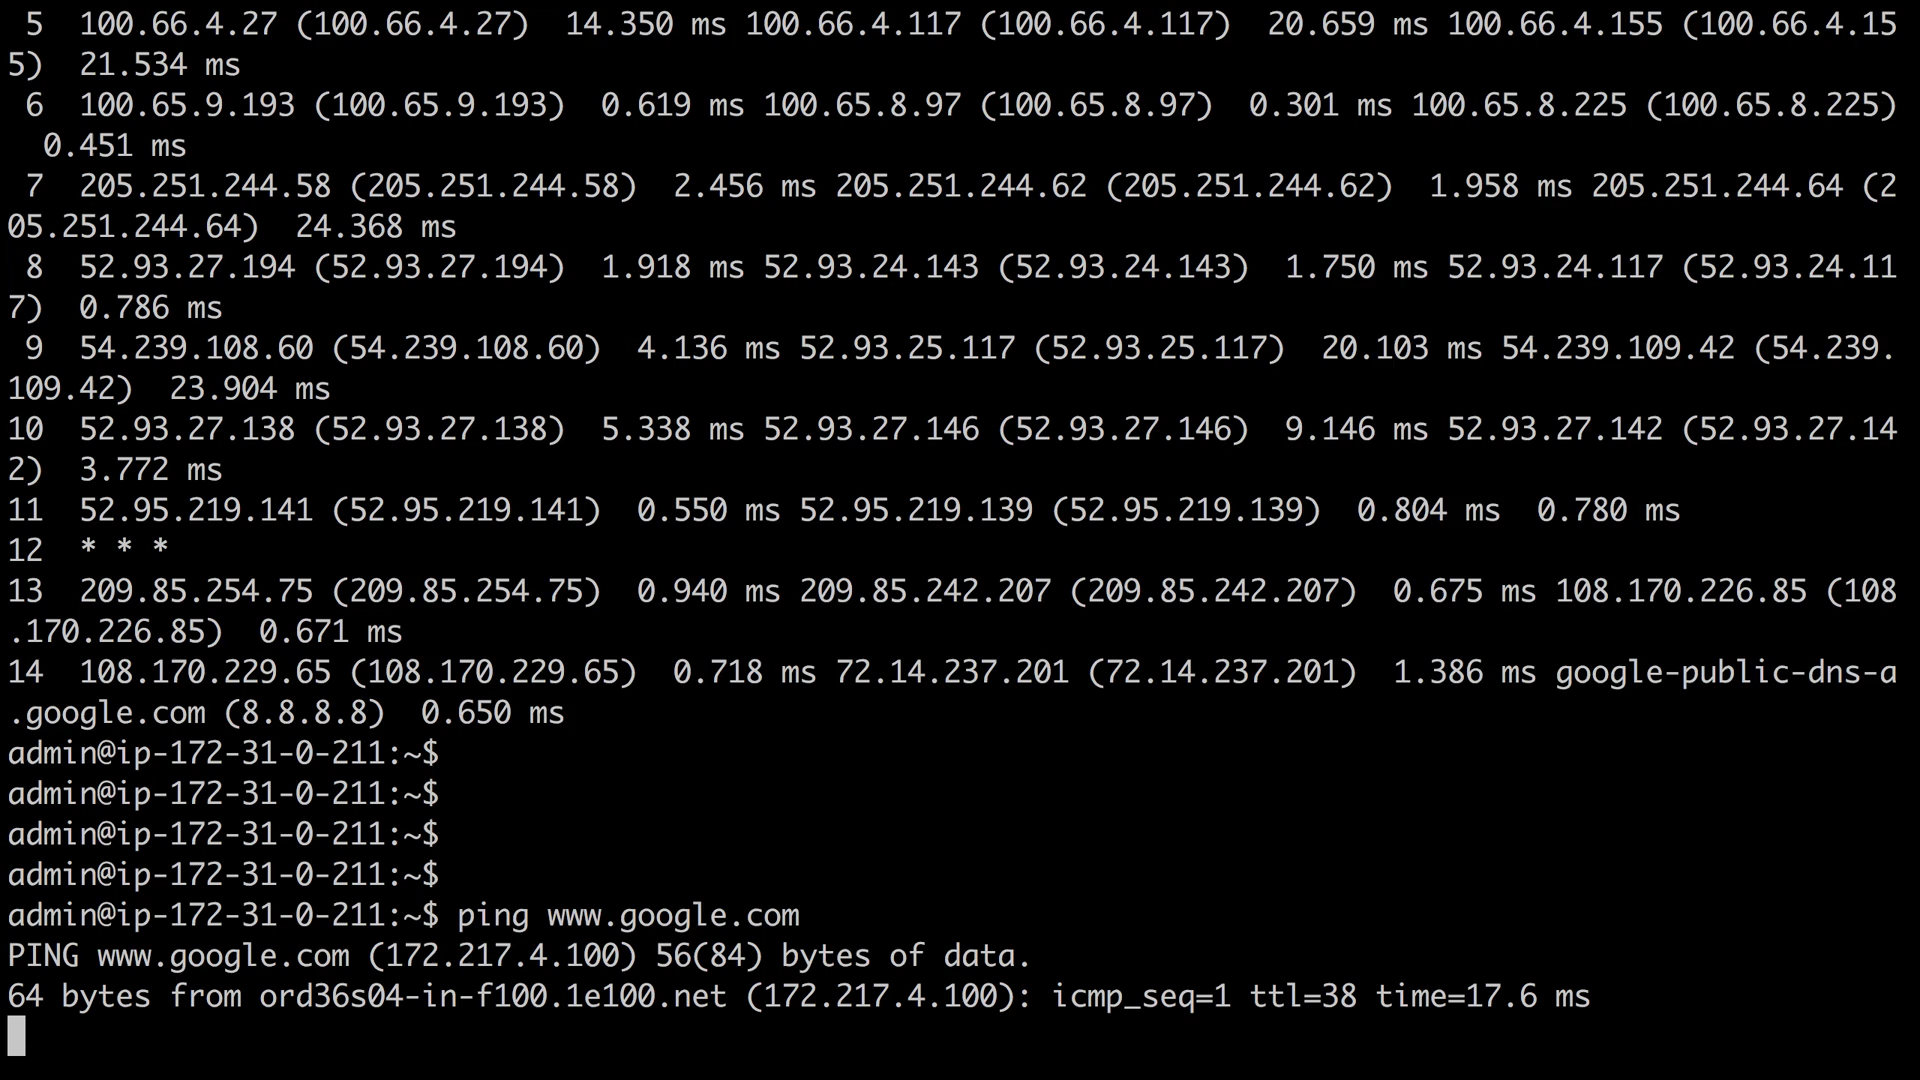 5  100.66.4.27 (100.66.4.27)  14.350 ms 100.66.4.117 (100.66.4.117)  20.659 ms 100.66.4.155 (100.66.4.15
5)  21.534 ms
 6  100.65.9.193 (100.65.9.193)  0.619 ms 100.65.8.97 (100.65.8.97)  0.301 ms 100.65.8.225 (100.65.8.225)
  0.451 ms
 7  205.251.244.58 (205.251.244.58)  2.456 ms 205.251.244.62 (205.251.244.62)  1.958 ms 205.251.244.64 (2
05.251.244.64)  24.368 ms
 8  52.93.27.194 (52.93.27.194)  1.918 ms 52.93.24.143 (52.93.24.143)  1.750 ms 52.93.24.117 (52.93.24.11
7)  0.786 ms
 9  54.239.108.60 (54.239.108.60)  4.136 ms 52.93.25.117 (52.93.25.117)  20.103 ms 54.239.109.42 (54.239.
109.42)  23.904 ms
10  52.93.27.138 (52.93.27.138)  5.338 ms 52.93.27.146 (52.93.27.146)  9.146 ms 52.93.27.142 (52.93.27.14
2)  3.772 ms
11  52.95.219.141 (52.95.219.141)  0.550 ms 52.95.219.139 (52.95.219.139)  0.804 ms  0.780 ms
12  * * *
13  209.85.254.75 (209.85.254.75)  0.940 ms 209.85.242.207 (209.85.242.207)  0.675 ms 108.170.226.85 (108
.170.226.85)  0.671 ms
14  108.170.229.65 (108.170.229.65)  0.718 ms 72.14.237.201 (72.14.237.201)  1.386 ms google-public-dns-a
.google.com (8.8.8.8)  0.650 ms
admin@ip-172-31-0-211:~$
admin@ip-172-31-0-211:~$
admin@ip-172-31-0-211:~$
admin@ip-172-31-0-211:~$
admin@ip-172-31-0-211:~$ ping www.google.com
PING www.google.com (172.217.4.100) 56(84) bytes of data.
64 bytes from ord36s04-in-f100.1e100.net (172.217.4.100): icmp_seq=1 ttl=38 time=17.6 ms